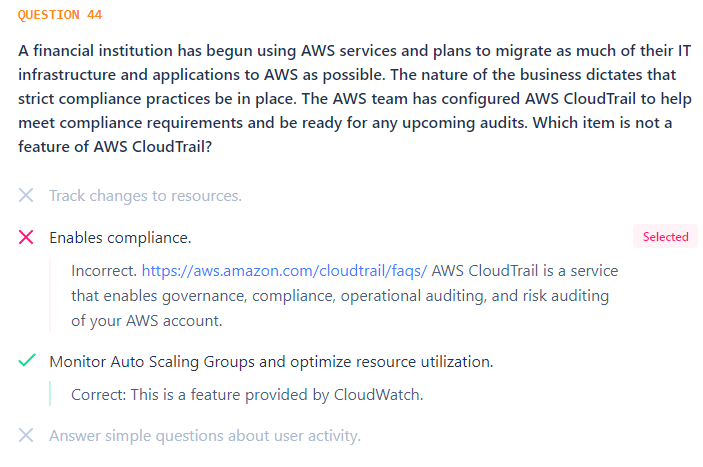 QUESTION 44
A financial institution has begun using AWS services and plans to migrate as much of their IT
infrastructure and applications to AWS as possible. The nature of the business dictates that
strict compliance practices be in place. The AWS team has configured AWS CloudTrail to help
meet compliance requirements and be ready for any upcoming audits. Which item is not a
feature of AWS CloudTrail?
Track changes to resources.
Enables compliance.
Selected
Incorrect. https://aws.amazon.com/cloudtrail/faqs/ AWS CloudTrail is a service
that enables governance, compliance, operational auditing, and risk auditing
of your AWS account.
Monitor Auto Scaling Groups and optimize resource utilization.
Correct: This is a feature provided by CloudWatch.
Answer simple questions about user activity.